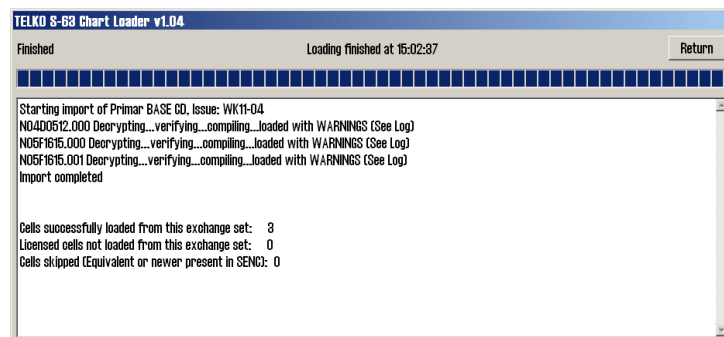 TELKO S-63 Chart Loader v1.04
Finished Loading finished at 15:02:37 Return
Starting import of Primar BASE CD, Issue: WK11-04
NO4D0512.000 Decrypting...verifying...compiling...loaded with WARNINGS (See Log)
NO5F1615.000 Decrypting...verifying...compiling...loaded with WARNINGS (See Log)
NO5F1615.001 Decrypting...verifying...compiling...loaded with WARNINGS (See Log)
Import completed
Cells successfully loaded from this exchange set: 3
Licensed cells not loaded from this exchange set: 0
Cells skipped (Equivalent or newer present in SENC): 0